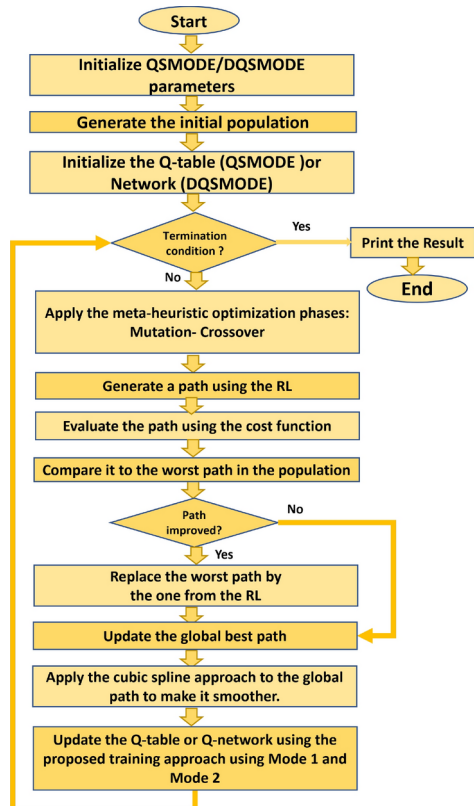 Start
Initialize QSMODE/DQSMODE
parameters
Generate the initial population
Initialize the Q-table (QSMODE )or
Network (DQSMODE)
Termination
condition ?
Yes
Print the Result
End
No
Apply the meta-heuristic optimization phases:
Mutation- Crossover
Generate a path using the RL
Evaluate the path using the cost function
Compare it to the worst path in the population
Path
improved?
No
Yes
Replace the worst path by
the one from the RL
Update the global best path
Apply the cubic spline approach to the global
path to make it smoother.
Update the Q-table or Q-network using the
proposed training approach using Mode 1 and
Mode 2